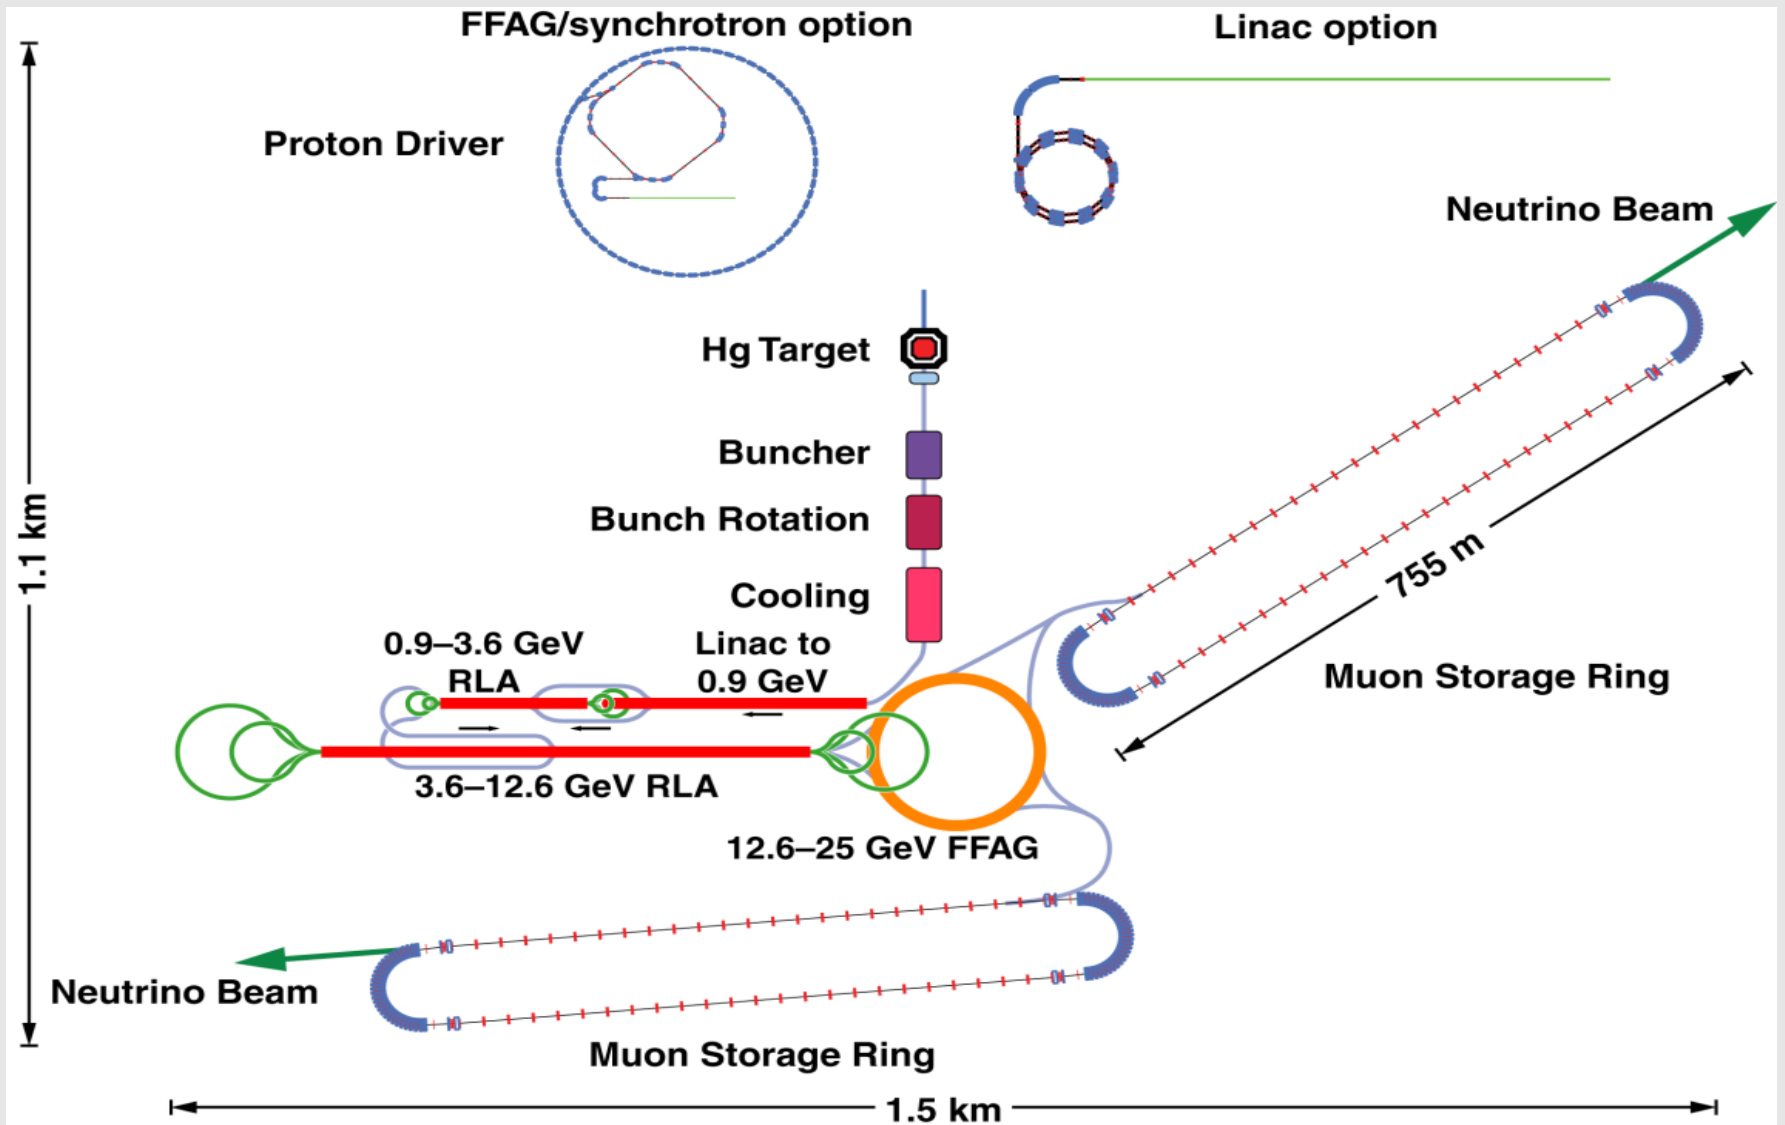 FFAG/synchrotron option
Linac option
Proton Driver
Neutrino Beam
Hg Target
Buncher
1.1 km
Bunch Rotation
755 m
Cooling
0.9–3.6 GeV
RLA
Linac to
0.9 GeV
Muon Storage Ring
3.6–12.6 GeV RLA
12.6–25 GeV FFAG
Neutrino Beam
Muon Storage Ring
1.5 km